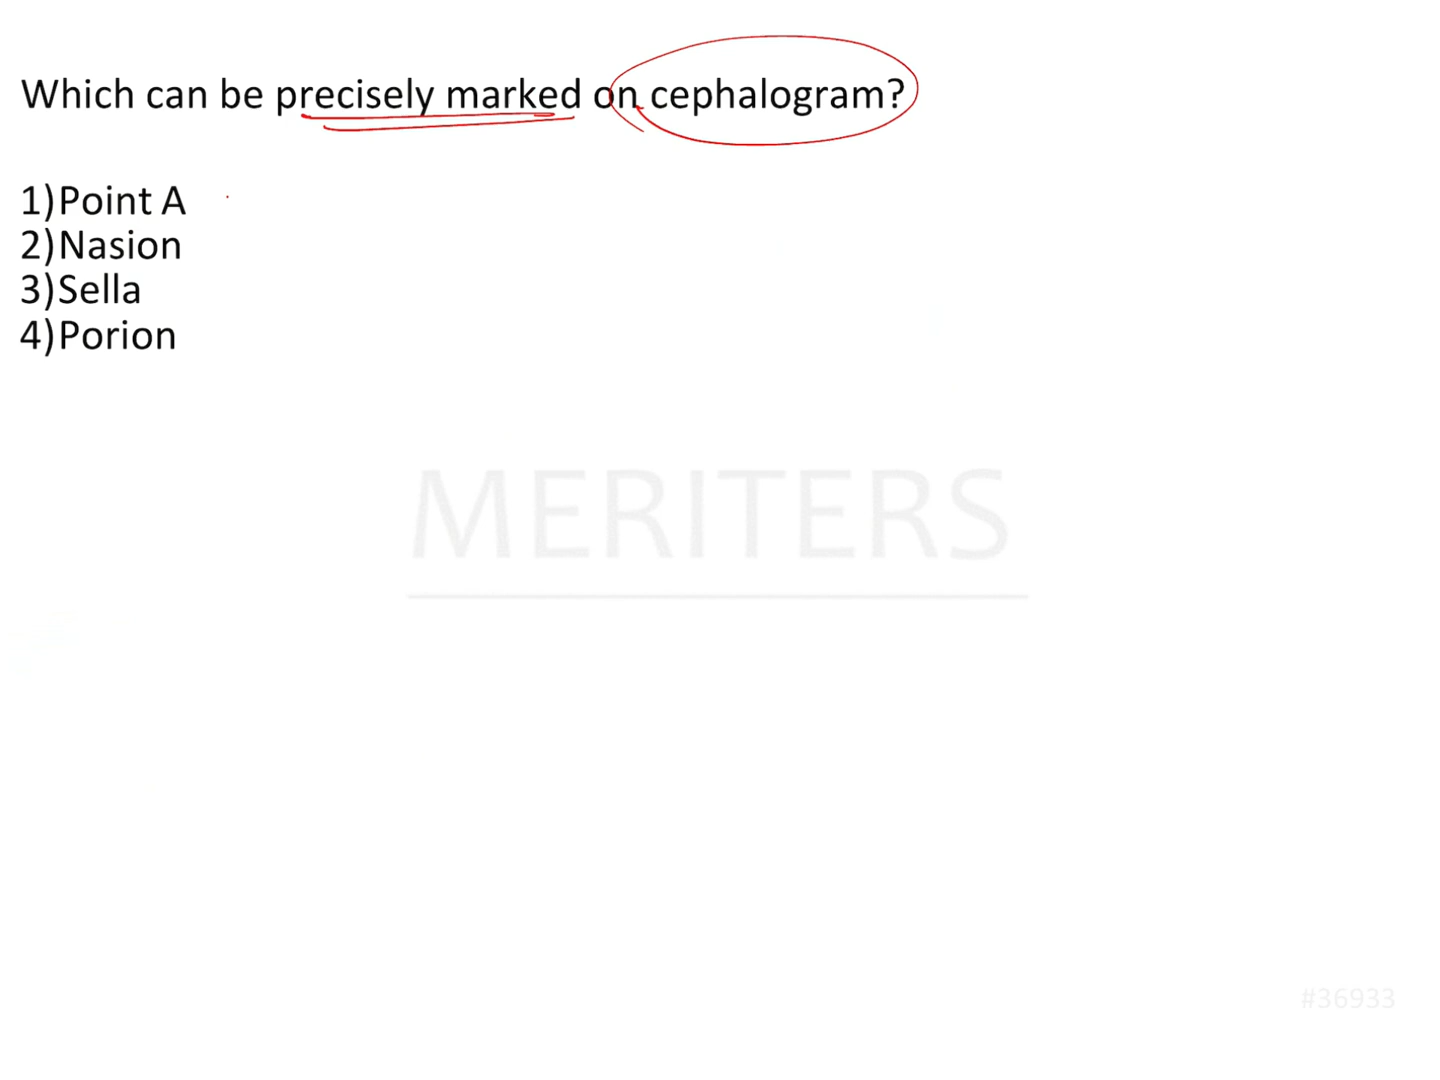 Which can be precisely marked on cephalogram?
1)Point A
2)Nasion
3)Sella
4)Porion
MERITERS
#36933